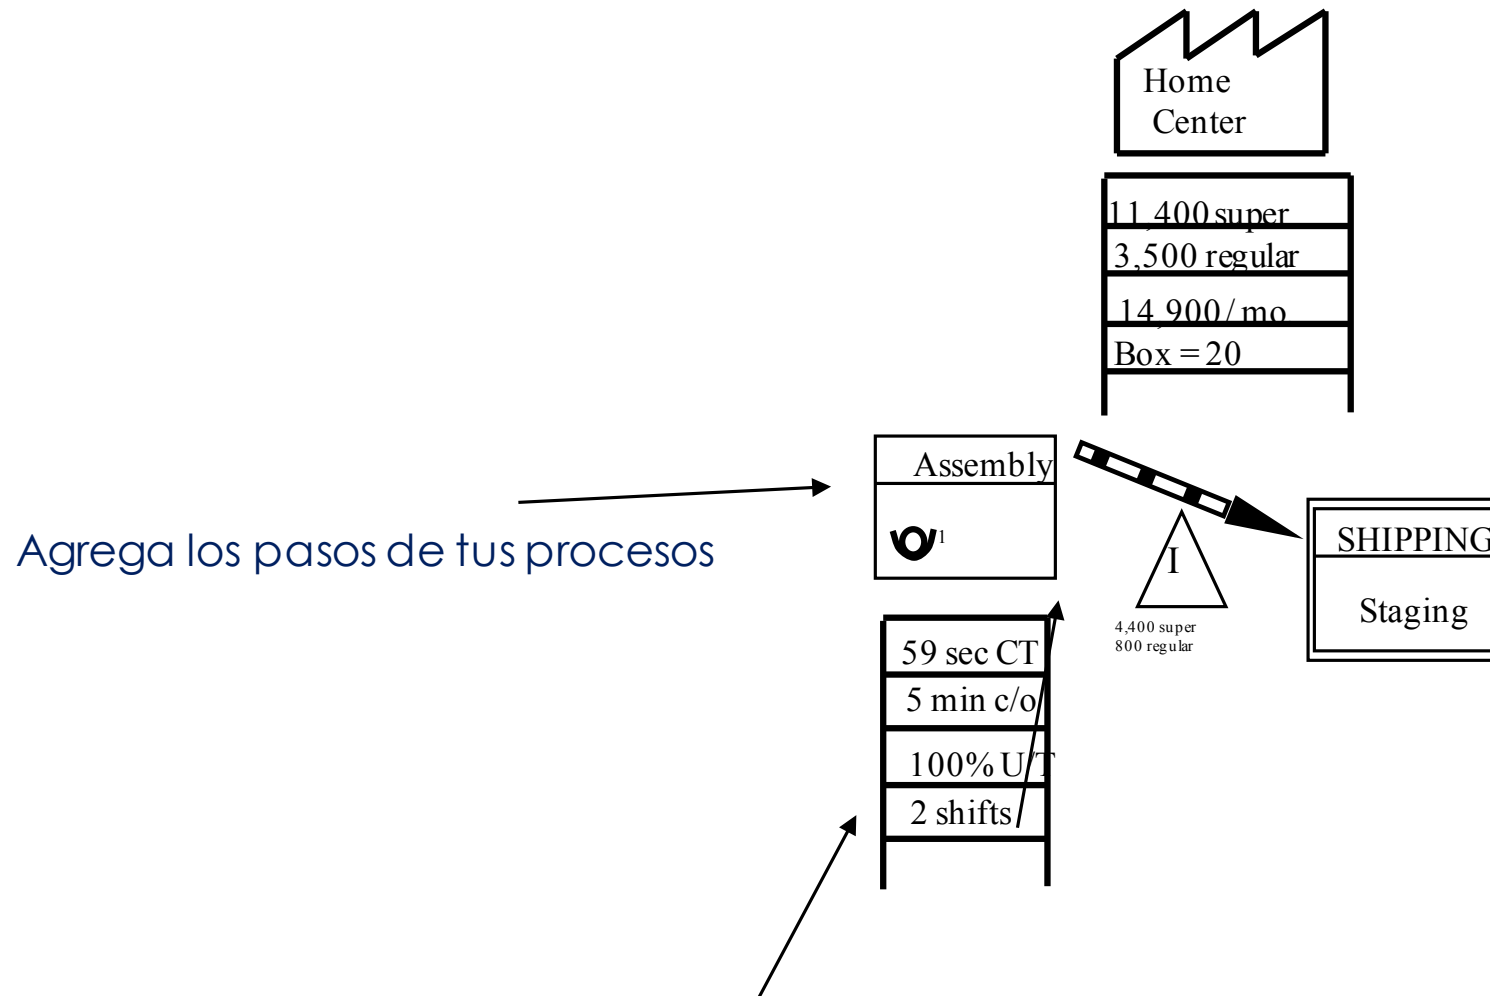 Home
Center
11,400 super
3,500 regular
14,900/ mo
Box = 20
Assembly
1
Agrega los pasos de tus procesos
I
4,400 super
800 regular
SHIPPING
Staging
59 sec CT
5 min c/o
100% U/T
2 shifts